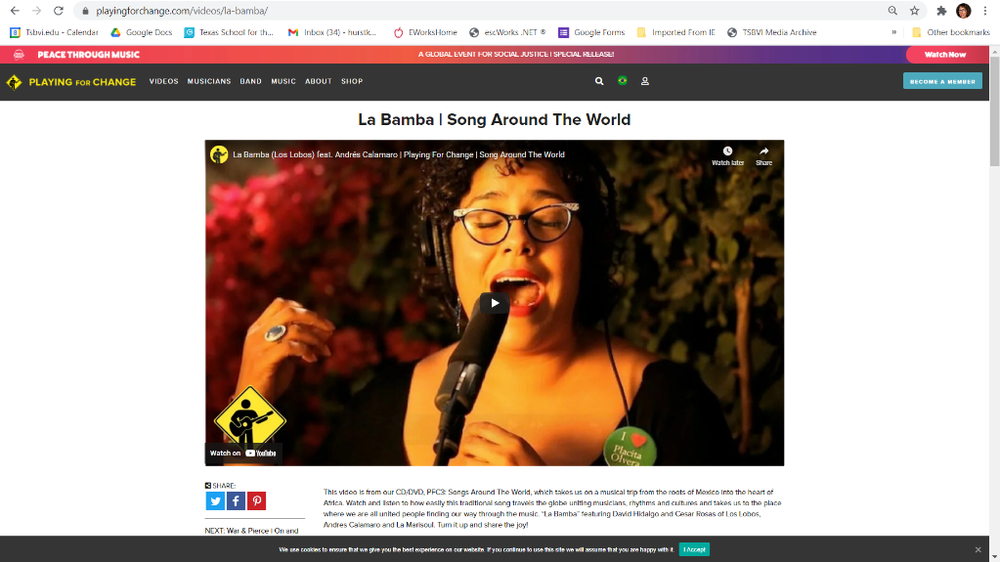 playingforchange.com/videos/la-bamba/
Tsbvi.edu - Calendar
Google Docs
Texas School for th...
Inbox (34) - hurstk...
EWorksHome
escWorks .NET ®
Google Forms
Imported From IE
TSBVI Media Archive
»
Other bookmarks
PEACE THROUGH MUSIC
A GLOBAL EVENT FOR SOCIAL JUSTICE | SPECIAL RELEASE!
Watch Now
PLAYING FOR CHANGE
VIDEOS
MUSICIANS
BAND
MUSIC
ABOUT
SHOP
BECOME A MEMBER
La Bamba | Song Around The World
La Bamba (Los Lobos) feat. Andrés Calamaro | Playing For Change | Song Around The World
Watch later
Share
I
Placita
Olvera
Watch on YouTube
SHARE:
This video is from our CD/DVD, PFC3: Songs Around The World, which takes us on a musical trip from the roots of Mexico into the heart of
Africa. Watch and listen to how easily this traditional song travels the globe uniting musicians, rhythms and cultures and takes us to the place
where we are all united people finding our way through the music. "La Bamba" featuring David Hidalgo and Cesar Rosas of Los Lobos,
Andres Calamaro and La Marisoul. Turn it up and share the joy!
NEXT: War & Pierce | On and
We use cookies to ensure that we give you the best experience on our website. If you continue to use this site we will assume that you are happy with it.
I Accept